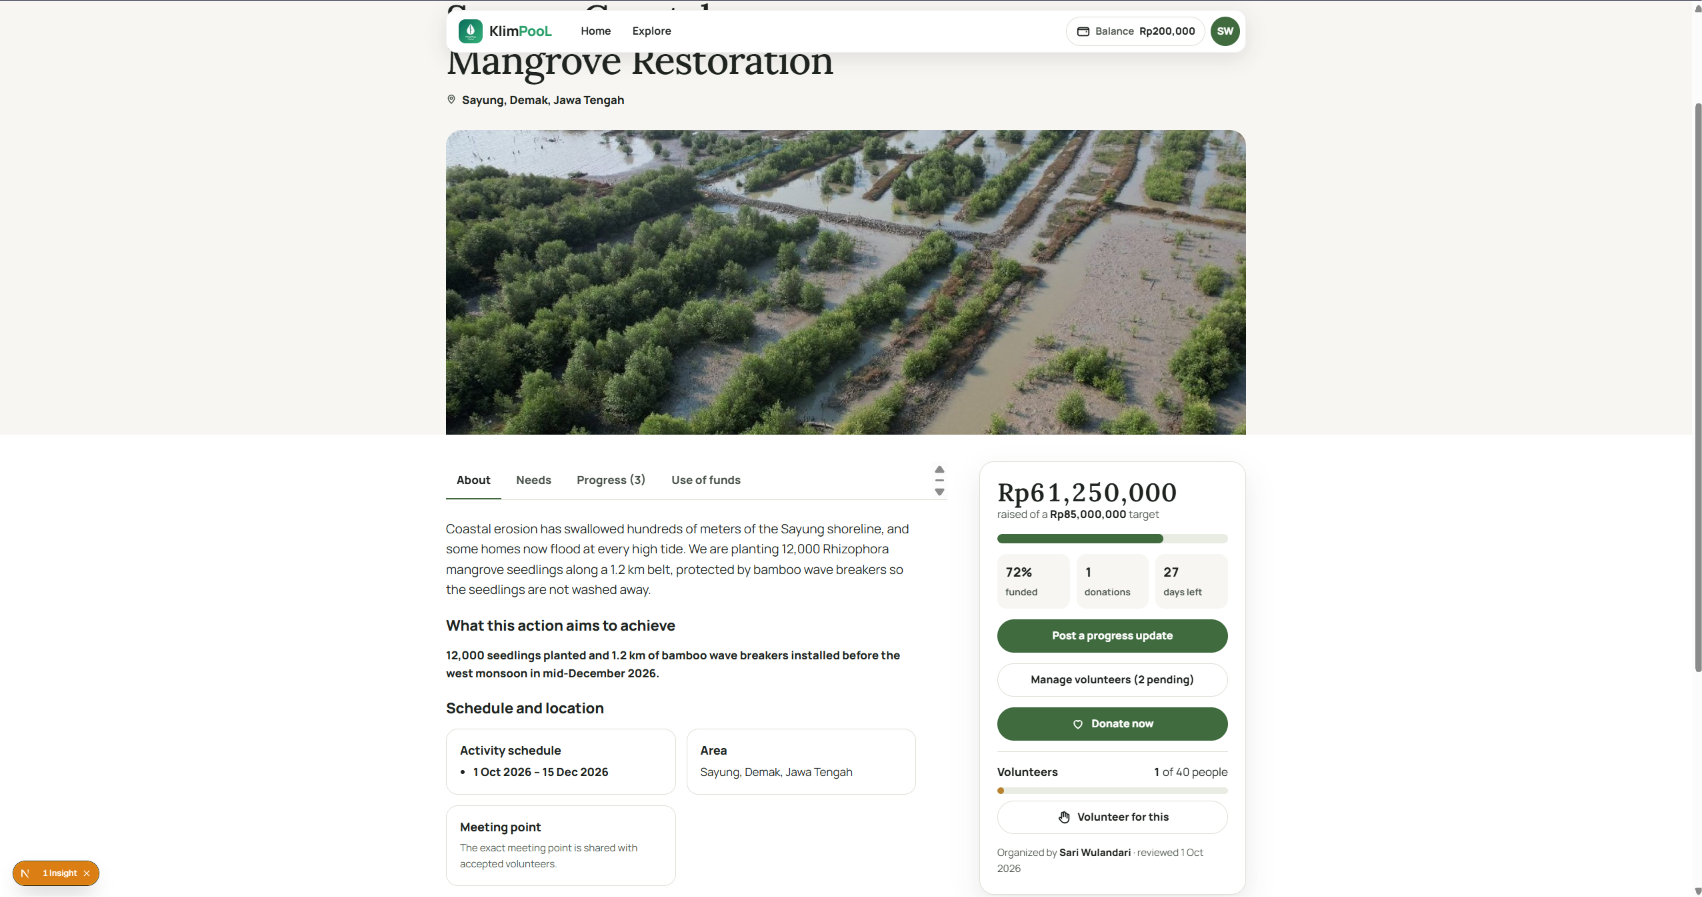 KlimPooL
Home
Explore
Balance Rp200,000
SW
Mangrove Restoration
Sayung, Demak, Jawa Tengah
About
Needs
Progress (3)
Use of funds
Coastal erosion has swallowed hundreds of meters of the Sayung shoreline, and
some homes now flood at every high tide. We are planting 12,000 Rhizophora
mangrove seedlings along a 1.2 km belt, protected by bamboo wave breakers so
the seedlings are not washed away.
What this action aims to achieve
12,000 seedlings planted and 1.2 km of bamboo wave breakers installed before the
west monsoon in mid-December 2026.
Schedule and location
Activity schedule
• 1 Oct 2026 – 15 Dec 2026
Area
Sayung, Demak, Jawa Tengah
Meeting point
The exact meeting point is shared with
accepted volunteers.
Rp61,250,000
raised of a Rp85,000,000 target
72%
funded
1
donations
27
days left
Post a progress update
Manage volunteers (2 pending)
Donate now
Volunteers
1 of 40 people
Volunteer for this
Organized by Sari Wulandari · reviewed 1 Oct
2026
N 1 Insight ×